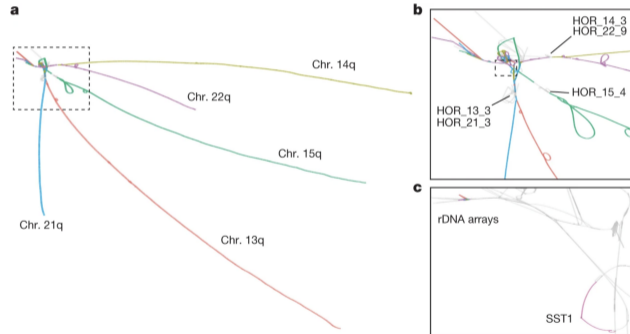 a
Chr. 14q
Chr. 22q
Chr. 15q
Chr. 21q
Chr. 13q
b
HOR_14_3
HOR_22_9
HOR_15_4
HOR_13_3
HOR_21_3
c
rDNA arrays
SST1